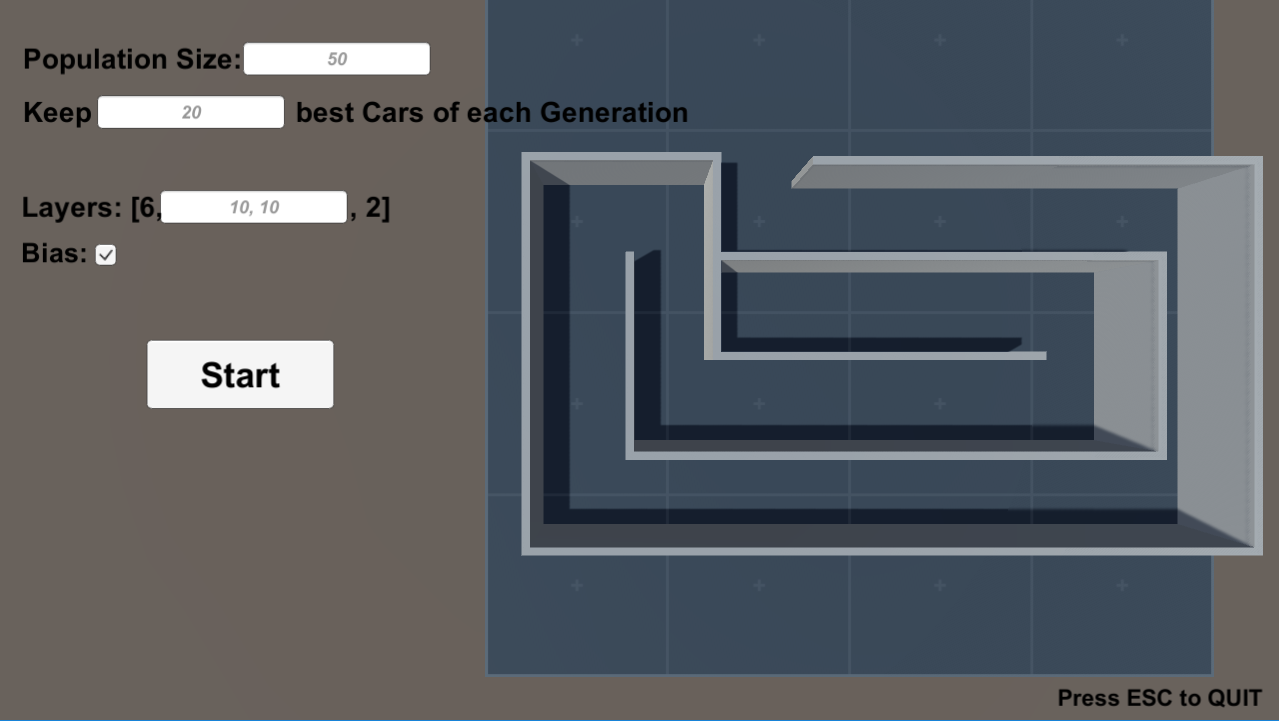 Population Size: 50
Keep 20 best Cars of each Generation
Layers: [6, 10, 10 , 2]
Bias:
Start
Press ESC to QUIT